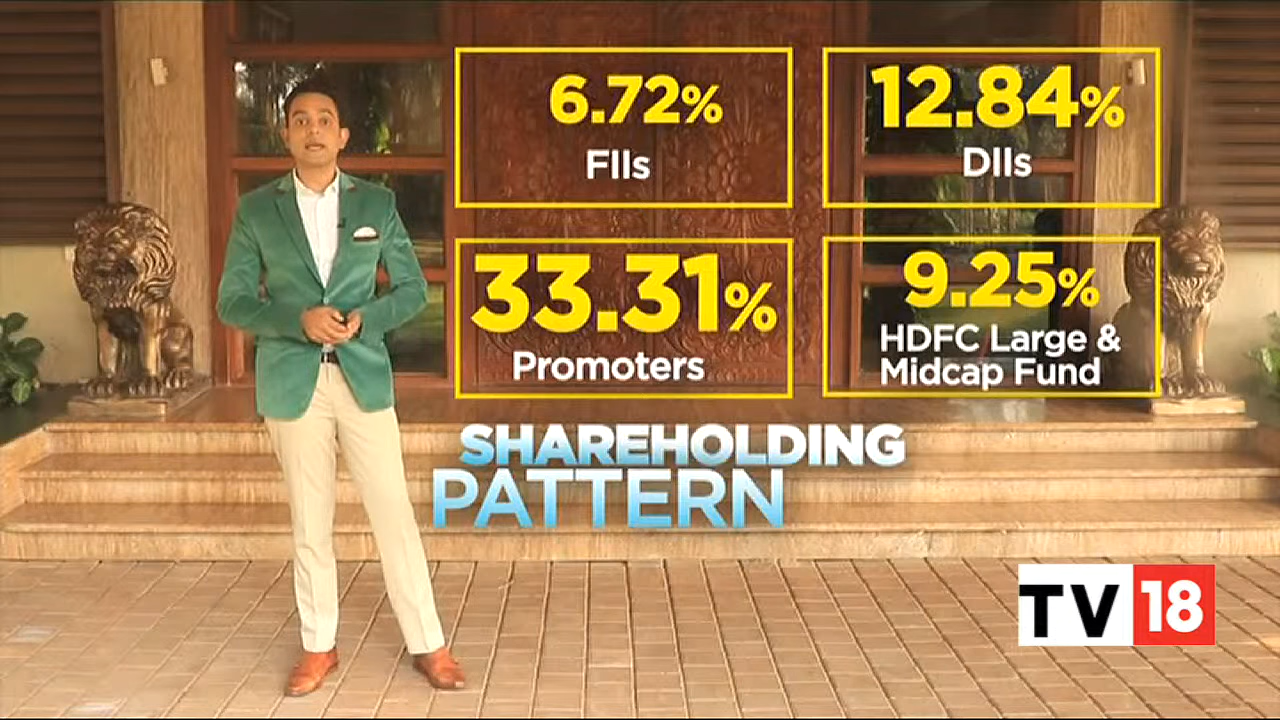 6.72%
FIIs
12.84%
DIIs
33.31%
Promoters
9.25%
HDFC Large &
Midcap Fund
SHAREHOLDING
PATTERN
TV18